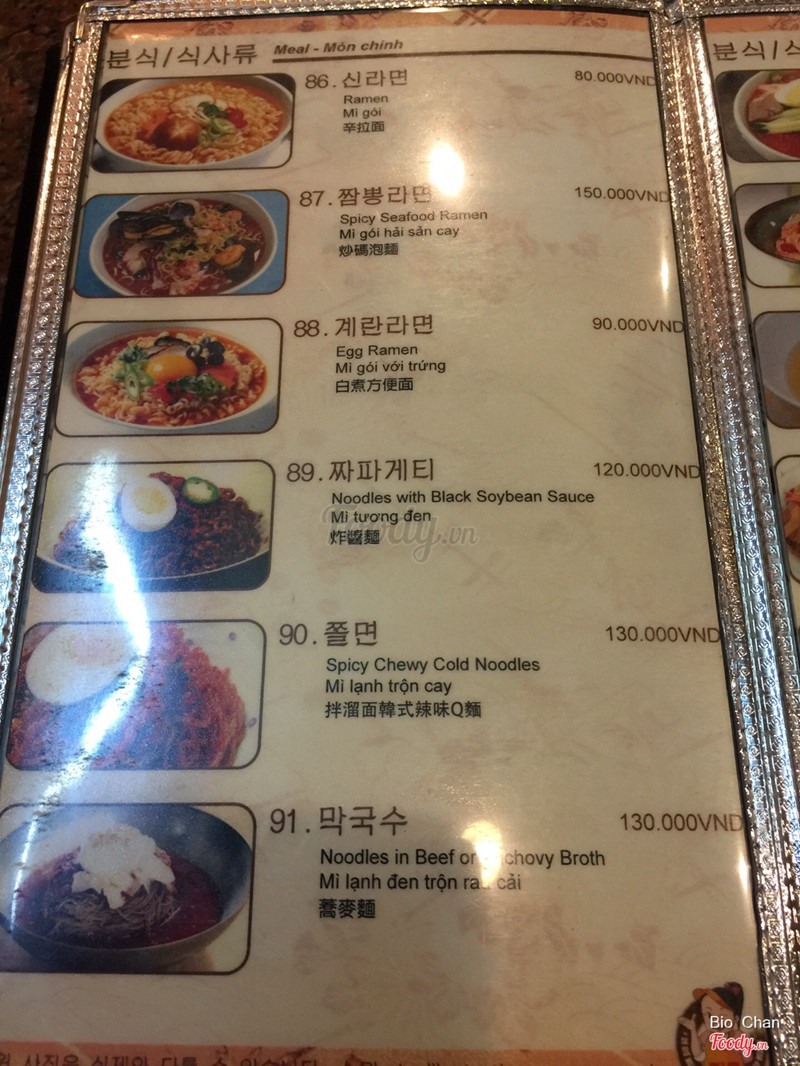 분식/식사류 Meal - Món chính
86. 신라면 80.000VND
Ramen
Mì gói
辛拉面
87. 짬뽕라면 150.000VND
Spicy Seafood Ramen
Mì gói hải sản cay
炒碼泡麵
88. 계란라면 90.000VND
Egg Ramen
Mì gói với trứng
白煮方便面
89. 짜파게티 120.000VND
Noodles with Black Soybean Sauce
Mì tương đen
炸醬麵
Foody.vn
90. 쫄면 130.000VND
Spicy Chewy Cold Noodles
Mì lạnh trộn cay
拌溜面韓式辣味Q麵
91. 막국수 130.000VND
Noodles in Beef or Broth
Mì lạnh đen trộn rau cải
蕎麥麵
분식/식
Bio Chan
Foody.vn